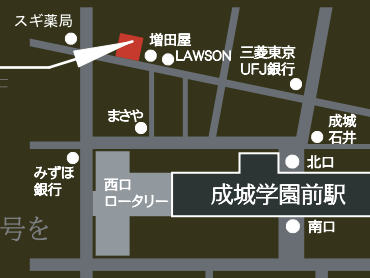 スギ薬局
増田屋
LAWSON
三菱東京
UFJ銀行
まさや
成城
石井
みずほ
銀行
西口
ロータリー
北口
成城学園前駅
南口
号を